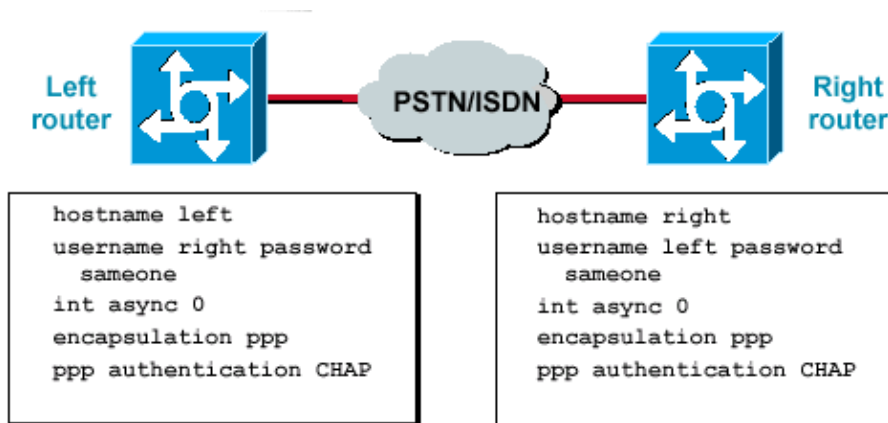 Left
router
PSTN/ISDN
Right
router
hostname left
username right password
sameone
int async 0
encapsulation ppp
ppp authentication CHAP
hostname right
username left password
sameone
int async 0
encapsulation ppp
ppp authentication CHAP